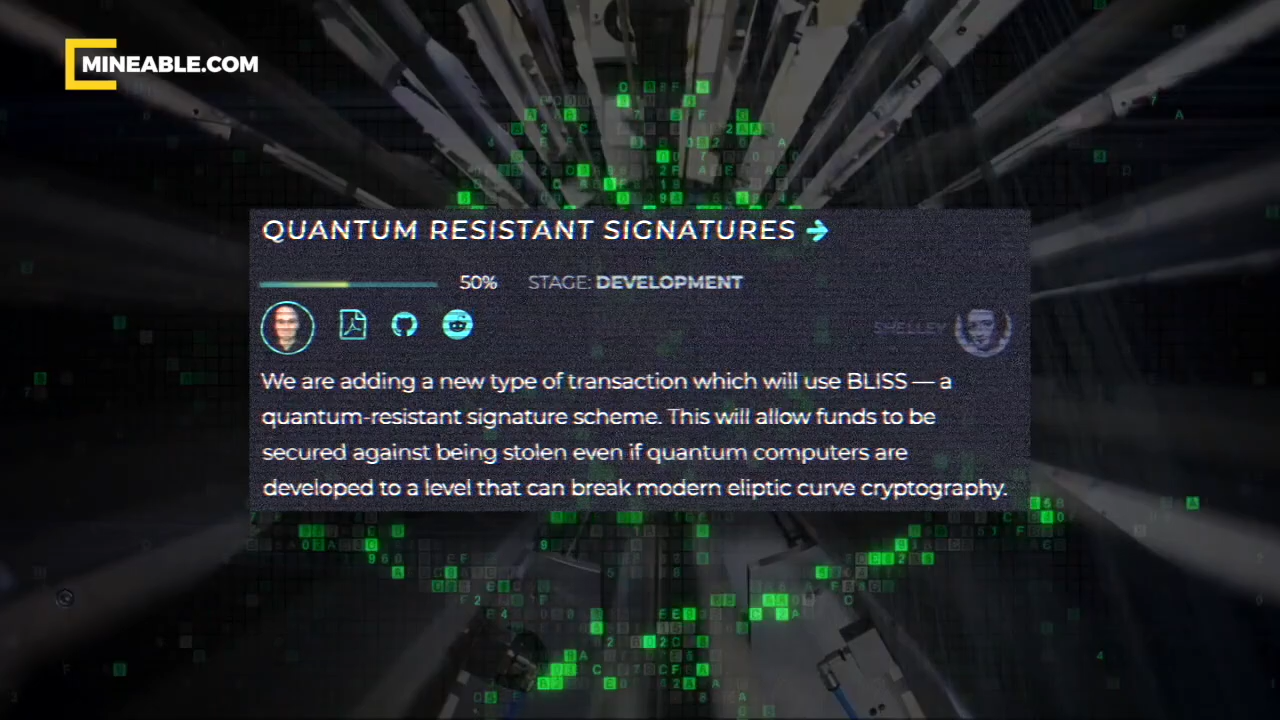 MINEABLE.COM
QUANTUM RESISTANT SIGNATURES
50% STAGE: DEVELOPMENT
SHELLEY
We are adding a new type of transaction which will use BLISS — a
quantum-resistant signature scheme. This will allow funds to be
secured against being stolen even if quantum computers are
developed to a level that can break modern eliptic curve cryptography.